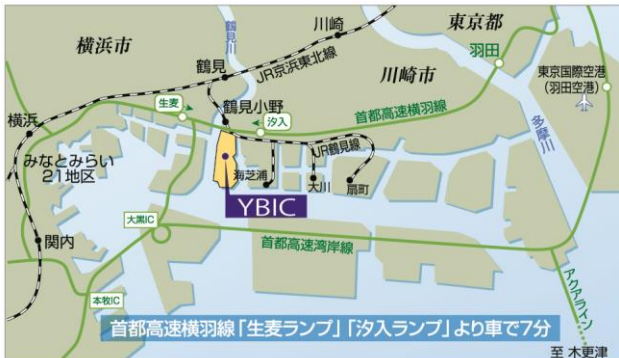 東京都
横浜市
鶴見川
川崎
鶴見
JR京浜東北線
川崎市
羽田
東京国際空港
(羽田空港)
生麦
鶴見小野
汐入
首都高速横羽線
多摩川
横浜
みなとみらい
21地区
JR鶴見線
海芝浦
大川
扇町
YBIC
大黒IC
関内
首都高速湾岸線
本牧IC
アクアライン
首都高速横羽線「生麦ランプ」「汐入ランプ」より車で7分
至 木更津